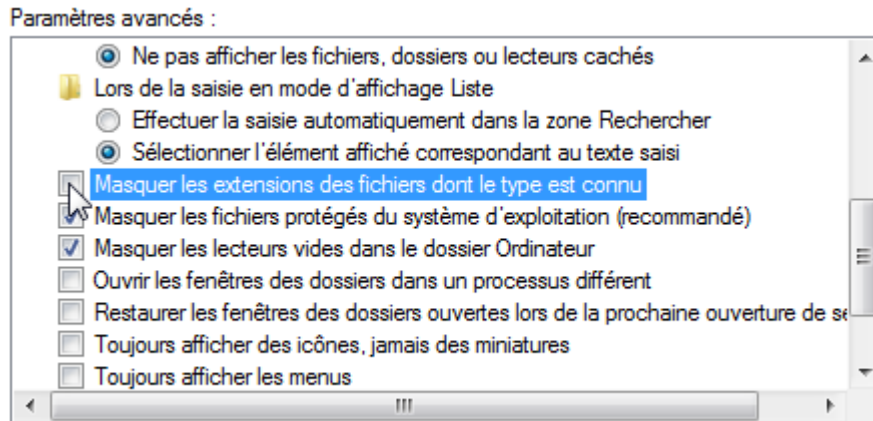 Paramètres avancés :
Ne pas afficher les fichiers, dossiers ou lecteurs cachés
Lors de la saisie en mode d'affichage Liste
Effectuer la saisie automatiquement dans la zone Rechercher
Sélectionner l'élément affiché correspondant au texte saisi
Masquer les extensions des fichiers dont le type est connu
Masquer les fichiers protégés du système d'exploitation (recommandé)
Masquer les lecteurs vides dans le dossier Ordinateur
Ouvrir les fenêtres des dossiers dans un processus différent
Restaurer les fenêtres des dossiers ouvertes lors de la prochaine ouverture de
Toujours afficher des icônes, jamais des miniatures
Toujours afficher les menus